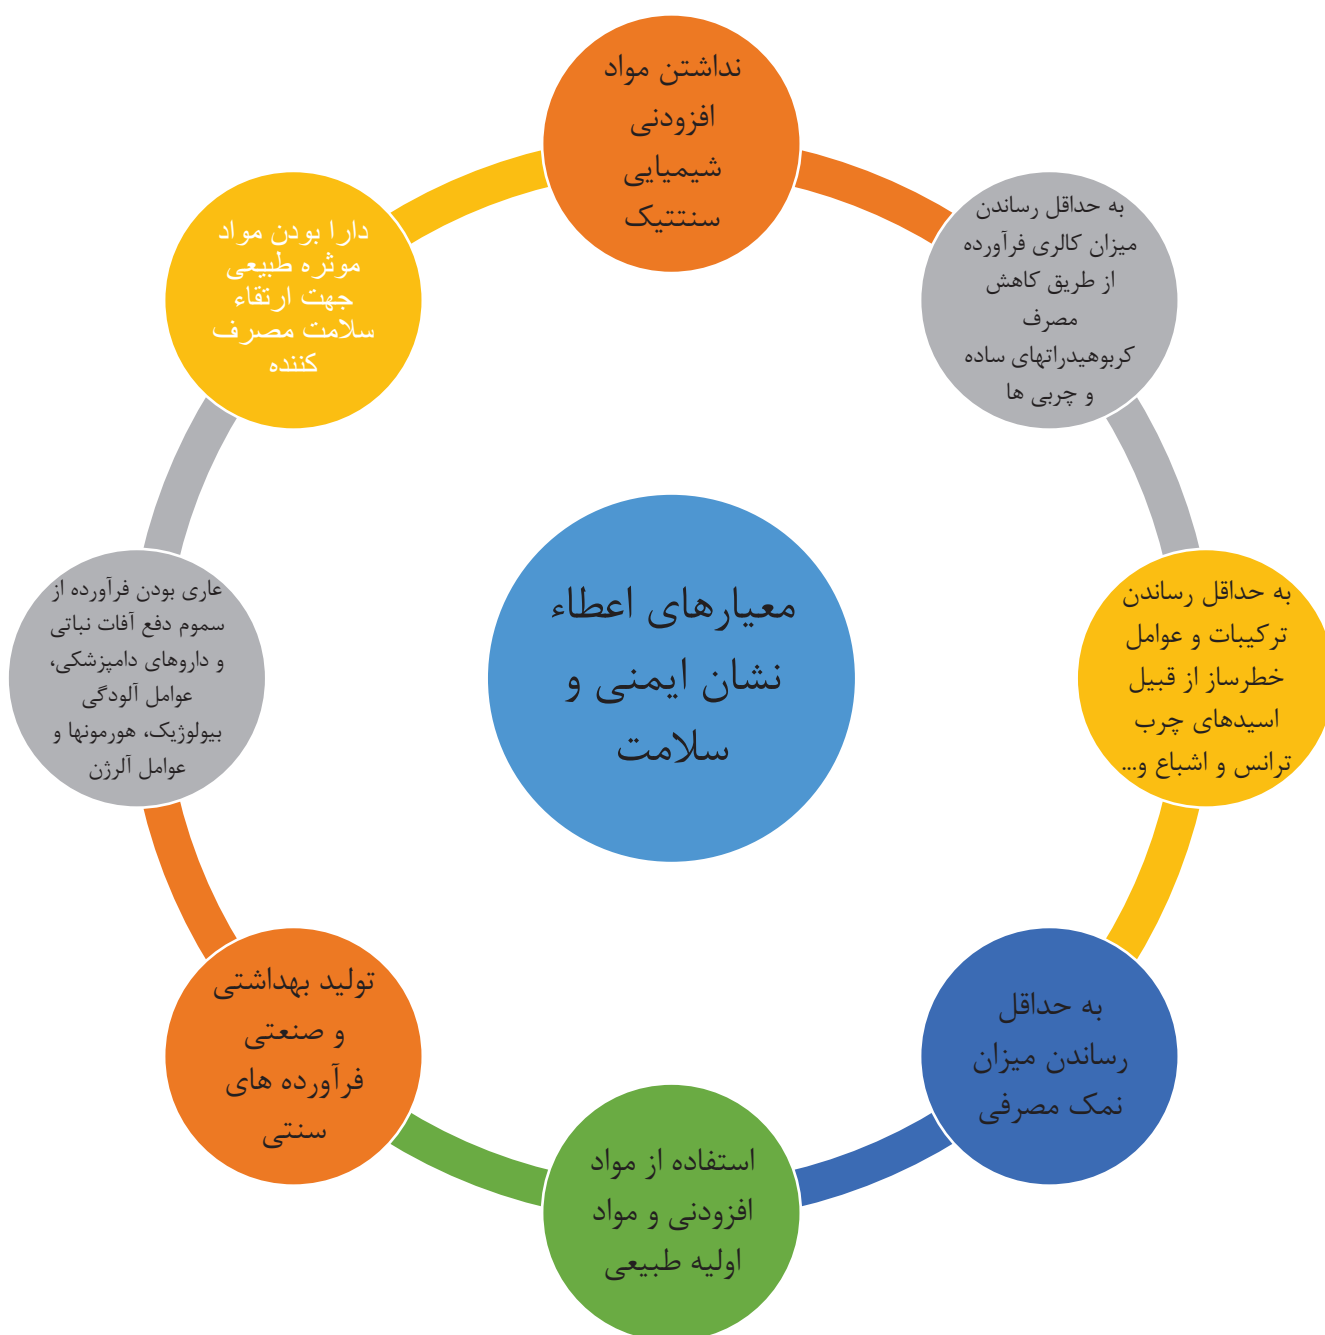 نداشتن مواد
افزودنی
شیمیایی
سنتتیک
به حداقل رساندن
میزان کالری فرآورده
از طریق کاهش
مصرف
کربوهیدراتهای ساده
و چربی ها
به حداقل رساندن
ترکیبات و عوامل
خطرساز از قبیل
اسیدهای چرب
ترانس و اشباع و...
به حداقل
رساندن میزان
نمک مصرفی
استفاده از مواد
افزودنی و مواد
اولیه طبیعی
تولید بهداشتی
و صنعتی
فرآورده های
سنتی
عاری بودن فرآورده از
سموم دفع آفات نباتی
و داروهای دامپزشکی،
عوامل آلودگی
بیولوژیک، هورمونها و
عوامل آلرژن
دارا بودن مواد
موثره طبیعی
جهت ارتقاء
سلامت مصرف
کننده
معیارهای اعطاء
نشان ایمنی و
سلامت